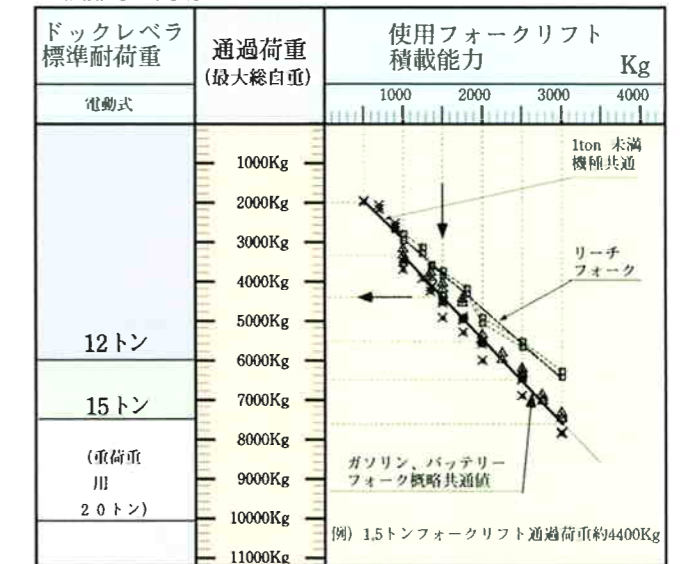 ドックレベラ
標準耐荷重
電動式
通過荷重
(最大総自重)
使用フォークリフト
積載能力
Kg
1000
2000
3000
4000
1000Kg
2000Kg
3000Kg
4000Kg
5000Kg
6000Kg
7000Kg
8000Kg
9000Kg
10000Kg
11000Kg
12トン
15トン
(重荷重
用
20トン)
1ton 未満
機種共通
リーチ
フォーク
ガソリン、バッテリー
フォーク概略共通値
例) 1.5トンフォークリフト通過荷重約4400Kg